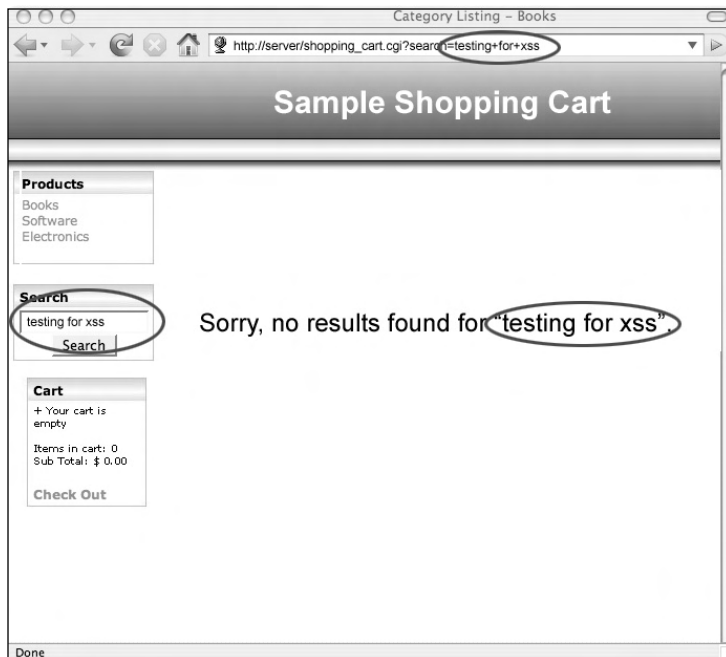 Category Listing – Books
http://server/shopping_cart.cgi?search=testing+for+xss
Sample Shopping Cart
Products
Books
Software
Electronics
Search
testing for xss
Search
Sorry, no results found for “testing for xss”.
Cart
+ Your cart is
empty
Items in cart: 0
Sub Total: $ 0.00
Check Out
Done